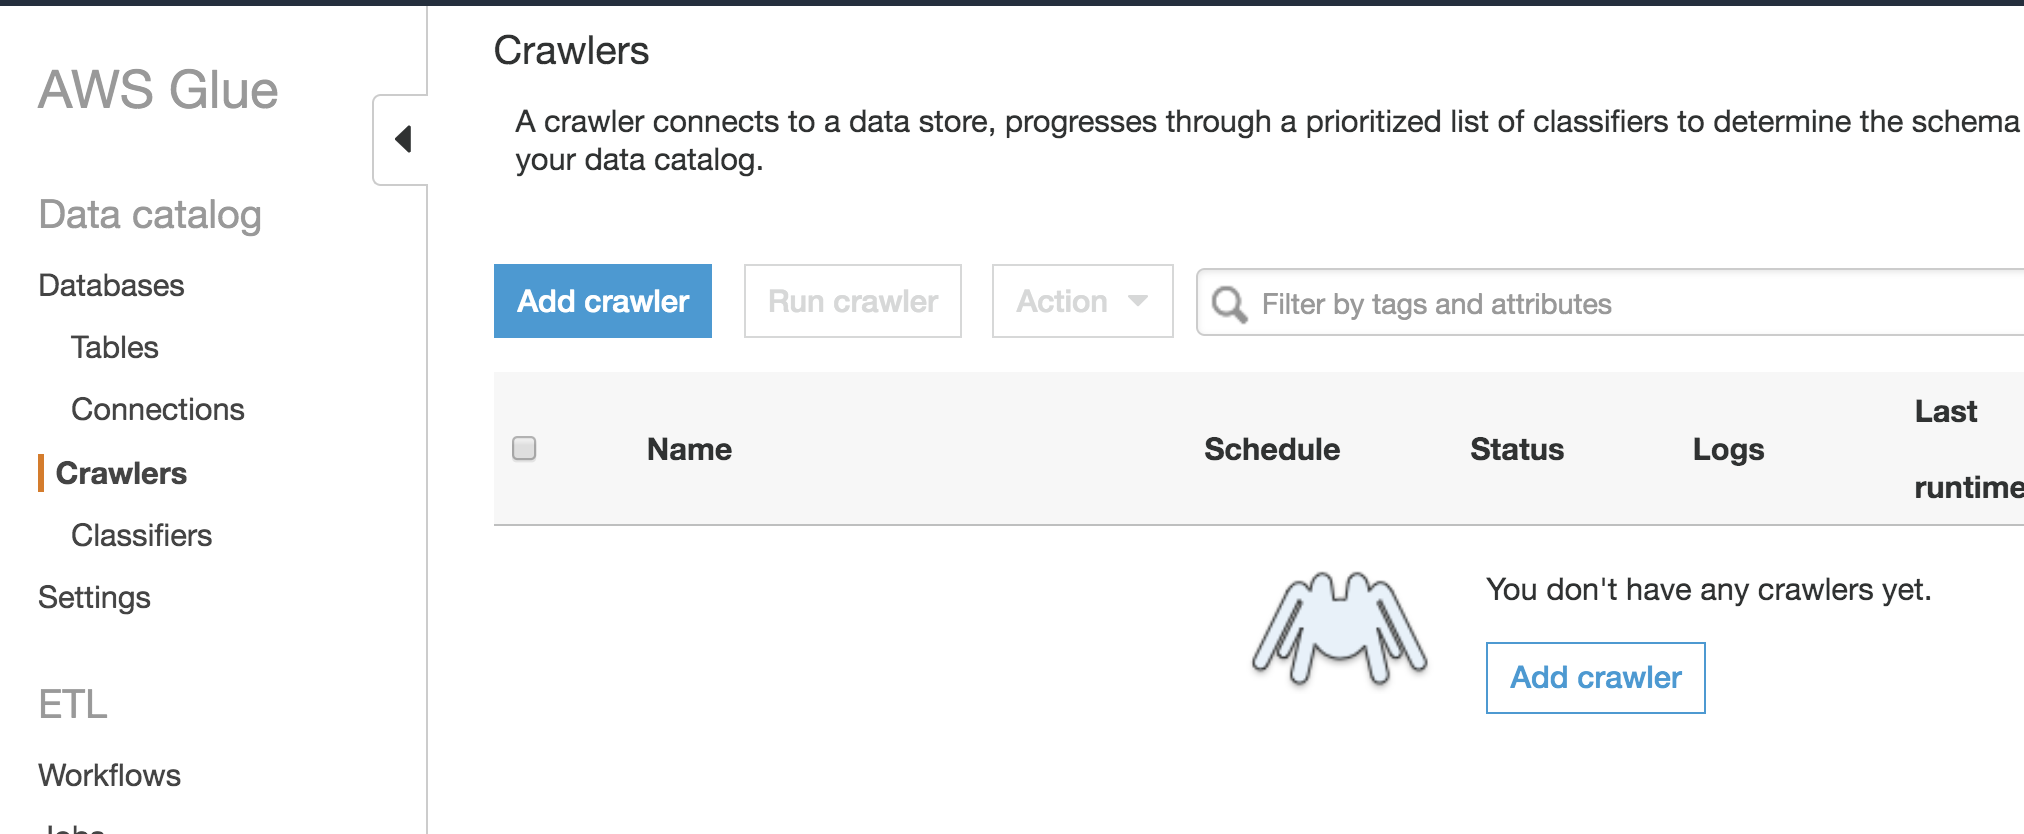 AWS Glue
Data catalog
Databases
Tables
Connections
Crawlers
Classifiers
Settings
ETL
Workflows
Jobs
Crawlers
A crawler connects to a data store, progresses through a prioritized list of classifiers to determine the schema
your data catalog.
Add crawler
Run crawler
Action
Filter by tags and attributes
Name
Schedule
Status
Logs
Last
runtime
You don't have any crawlers yet.
Add crawler